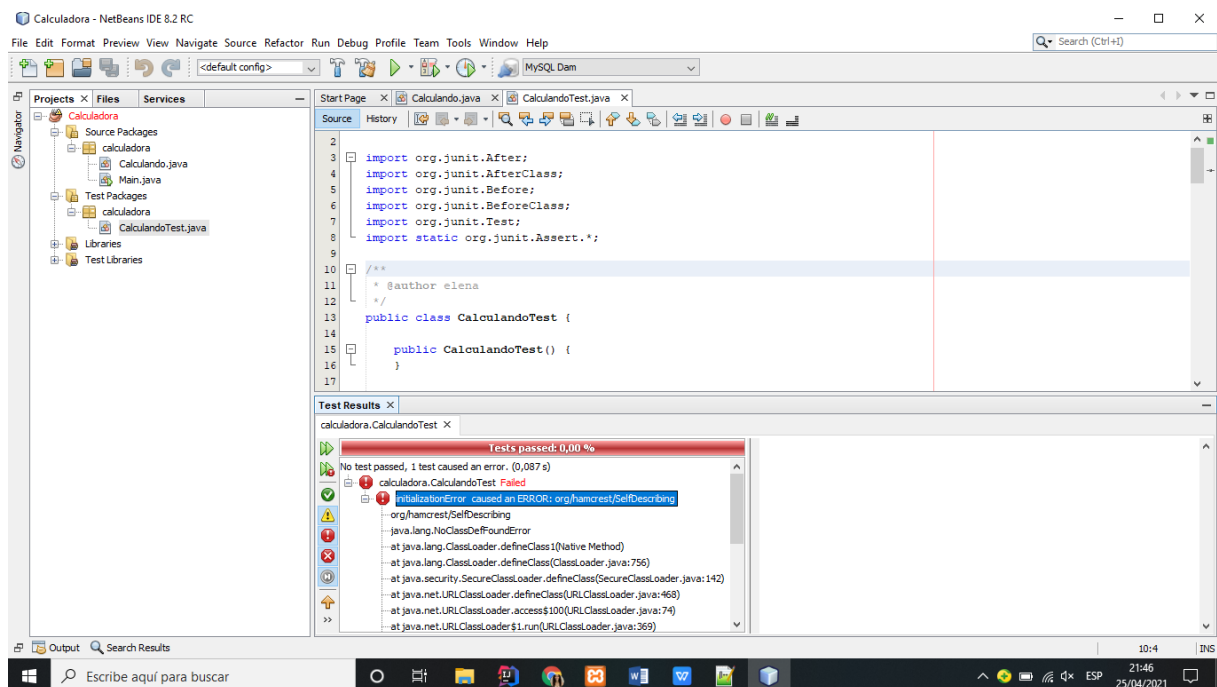 Calculadora - NetBeans IDE 8.2 RC
File Edit Format Preview View Navigate Source Refactor Run Debug Profile Team Tools Window Help
Search (Ctrl+I)
<default config>
MySQL Dam
Projects Files Services
Navigator
Calculadora
Source Packages
calculadora
Calculando.java
Main.java
Test Packages
calculadora
CalculandoTest.java
Libraries
Test Libraries
Start Page Calculando.java CalculandoTest.java
Source History
2
3 import org.junit.After;
4 import org.junit.AfterClass;
5 import org.junit.Before;
6 import org.junit.BeforeClass;
7 import org.junit.Test;
8 import static org.junit.Assert.*;
9
10 /**
11 * @author elena
12 */
13 public class CalculandoTest {
14
15 public CalculandoTest() {
16 }
17
Test Results
calculadora.CalculandoTest
Tests passed: 0,00 %
No test passed, 1 test caused an error. (0,087 s)
calculadora.CalculandoTest Failed
initializationError caused an ERROR: org/hamcrest/SelfDescribing
org/hamcrest/SelfDescribing
java.lang.NoClassDefFoundError
at java.lang.ClassLoader.defineClass1(Native Method)
at java.lang.ClassLoader.defineClass(ClassLoader.java:756)
at java.security.SecureClassLoader.defineClass(SecureClassLoader.java:142)
at java.net.URLClassLoader.defineClass(URLClassLoader.java:468)
at java.net.URLClassLoader.access$100(URLClassLoader.java:74)
at java.net.URLClassLoader$1.run(URLClassLoader.java:369)
>>
Output Search Results
10:4 INS
Escribe aquí para buscar
ESP
21:46
25/04/2021